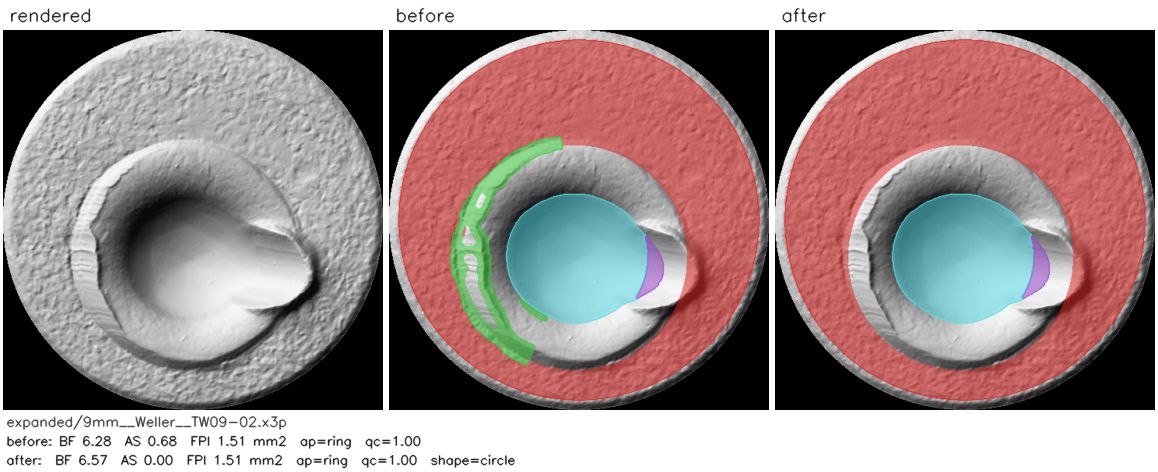 rendered before after
expanded/9mm__Weller__TW09-02.x3p
before: BF 6.28 AS 0.68 FPI 1.51 mm2 ap=ring qc=1.00
after: BF 6.57 AS 0.00 FPI 1.51 mm2 ap=ring qc=1.00 shape=circle